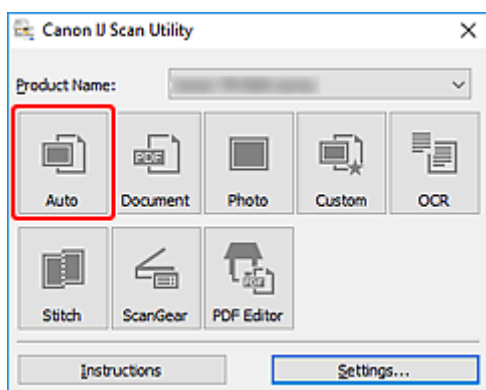 Canon IJ Scan Utility
Product Name:
Auto Document Photo Custom OCR
Stitch ScanGear PDF Editor
Instructions Settings...